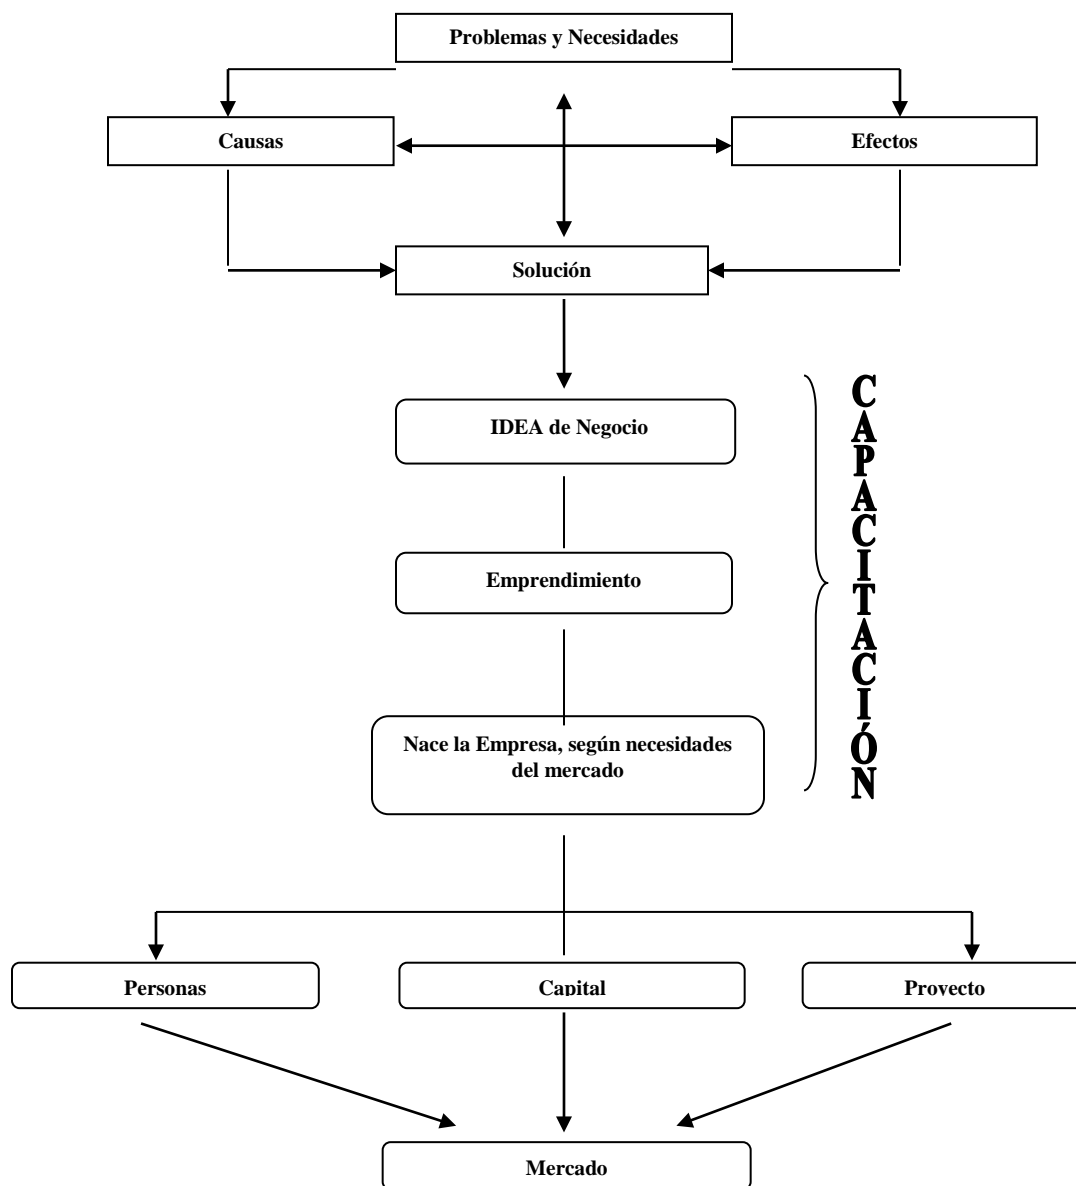 Problemas y Necesidades
Causas
Efectos
Solución
IDEA de Negocio
Emprendimiento
Nace la Empresa, según necesidades
del mercado
CAPACITACIÓN
Personas
Capital
Proyecto
Mercado